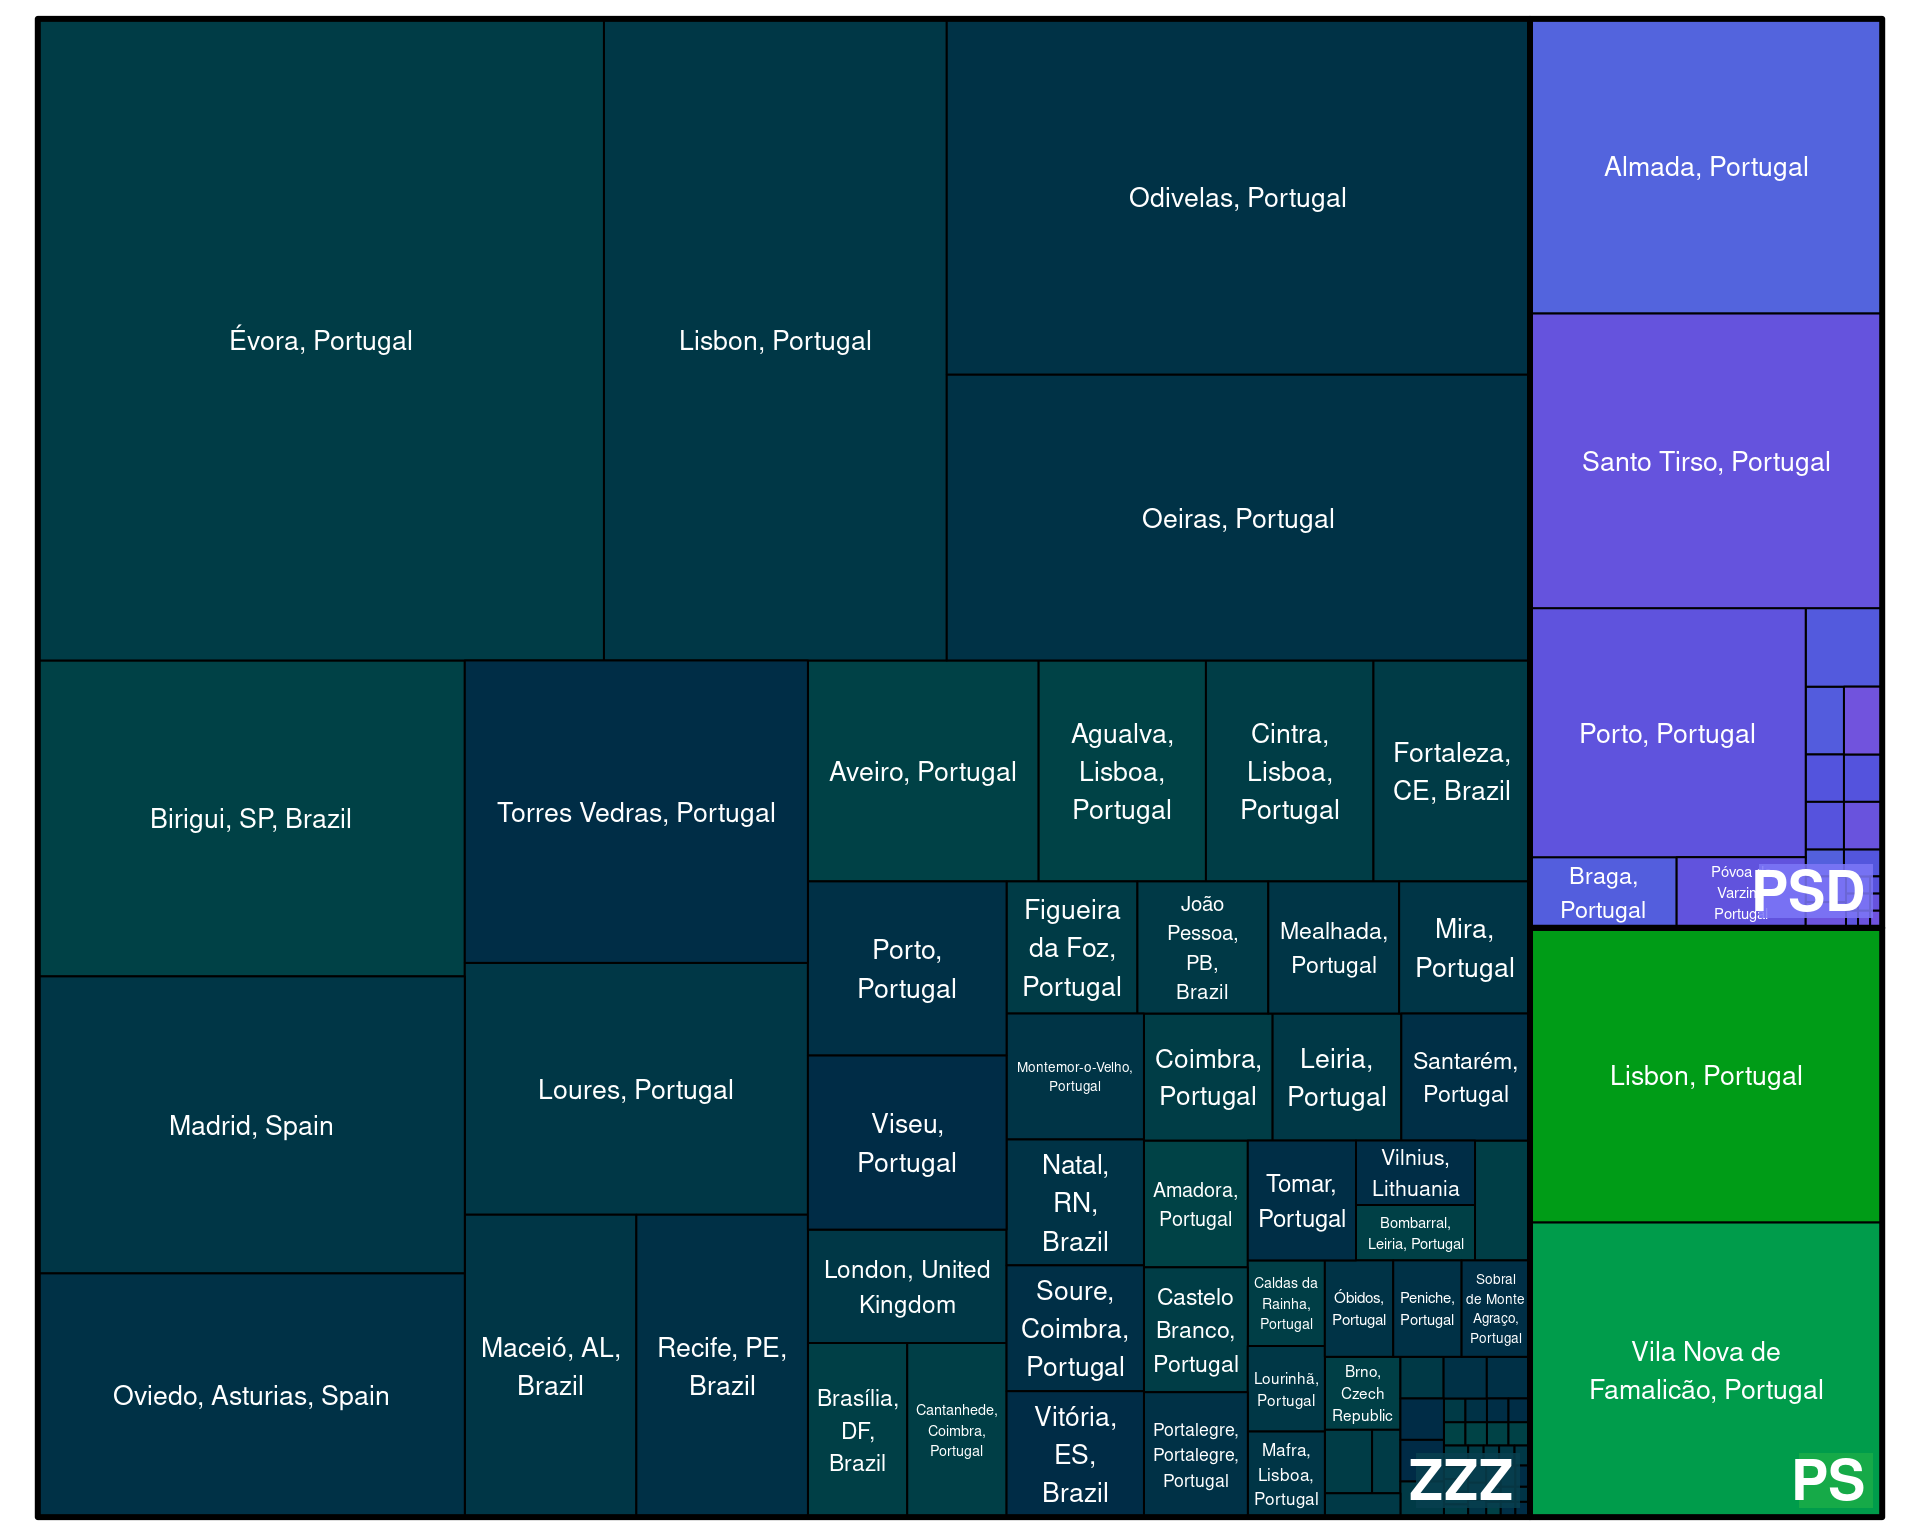 Évora, Portugal
Lisbon, Portugal
Odivelas, Portugal
Oeiras, Portugal
Birigui, SP, Brazil
Madrid, Spain
Oviedo, Asturias, Spain
Torres Vedras, Portugal
Loures, Portugal
Maceió, AL,
Brazil
Recife, PE,
Brazil
Aveiro, Portugal
Agualva,
Lisboa,
Portugal
Cintra,
Lisboa,
Portugal
Fortaleza,
CE, Brazil
Porto,
Portugal
Viseu,
Portugal
London, United
Kingdom
Brasília,
DF,
Brazil
Cantanhede,
Coimbra,
Portugal
Figueira
da Foz,
Portugal
João
Pessoa,
PB,
Brazil
Mealhada,
Portugal
Mira,
Portugal
Montemor-o-Velho,
Portugal
Natal,
RN,
Brazil
Soure,
Coimbra,
Portugal
Vitória,
ES,
Brazil
Coimbra,
Portugal
Leiria,
Portugal
Santarém,
Portugal
Amadora,
Portugal
Castelo
Branco,
Portugal
Portalegre,
Portalegre,
Portugal
Tomar,
Portugal
Vilnius,
Lithuania
Bombarral,
Leiria, Portugal
Caldas da
Rainha,
Portugal
Lourinhã,
Portugal
Mafra,
Lisboa,
Portugal
Óbidos,
Portugal
Peniche,
Portugal
Sobral
de Monte
Agraço,
Portugal
Brno,
Czech
Republic
ZZZ
Almada, Portugal
Santo Tirso, Portugal
Porto, Portugal
Braga,
Portugal
Póvoa
Varzim
Portugal
PSD
Lisbon, Portugal
Vila Nova de
Famalicão, Portugal
PS